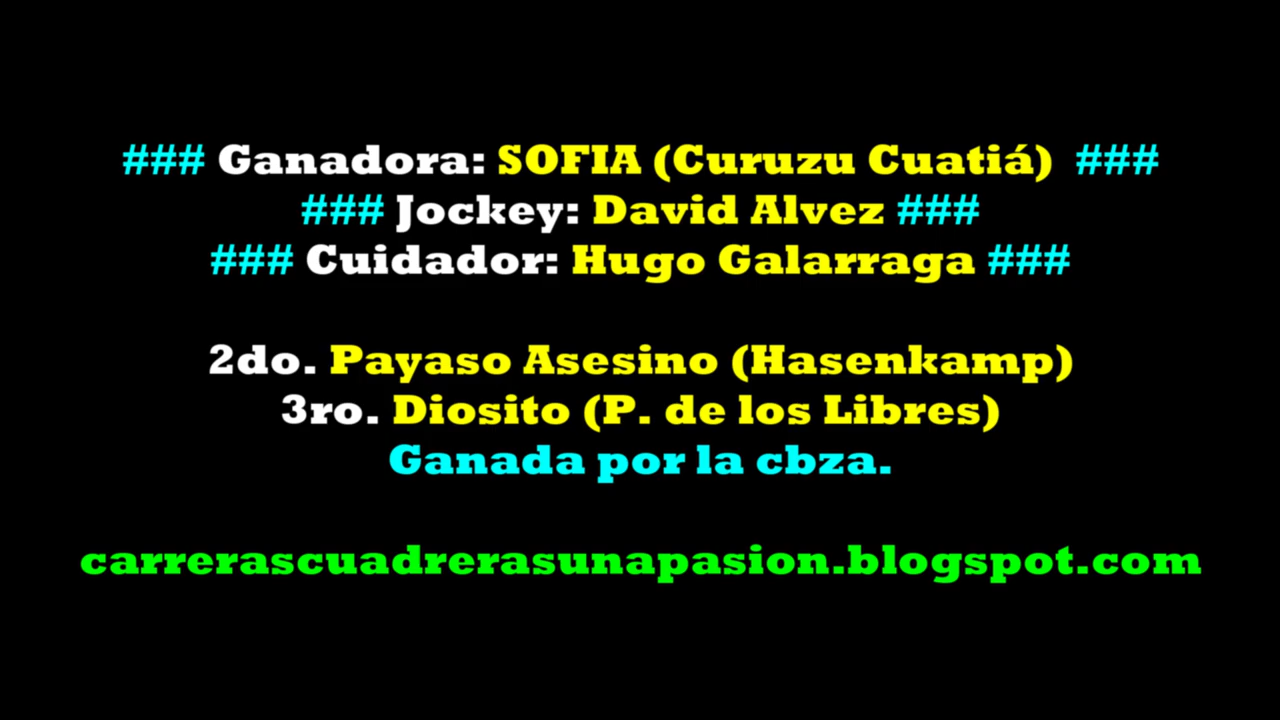 ### Ganadora: SOFIA (Curuzu Cuatiá) ###
### Jockey: David Alvez ###
### Cuidador: Hugo Galarraga ###
2do. Payaso Asesino (Hasenkamp)
3ro. Diosito (P. de los Libres)
Ganada por la cbza.
carrerascuadrerasunapasion.blogspot.com